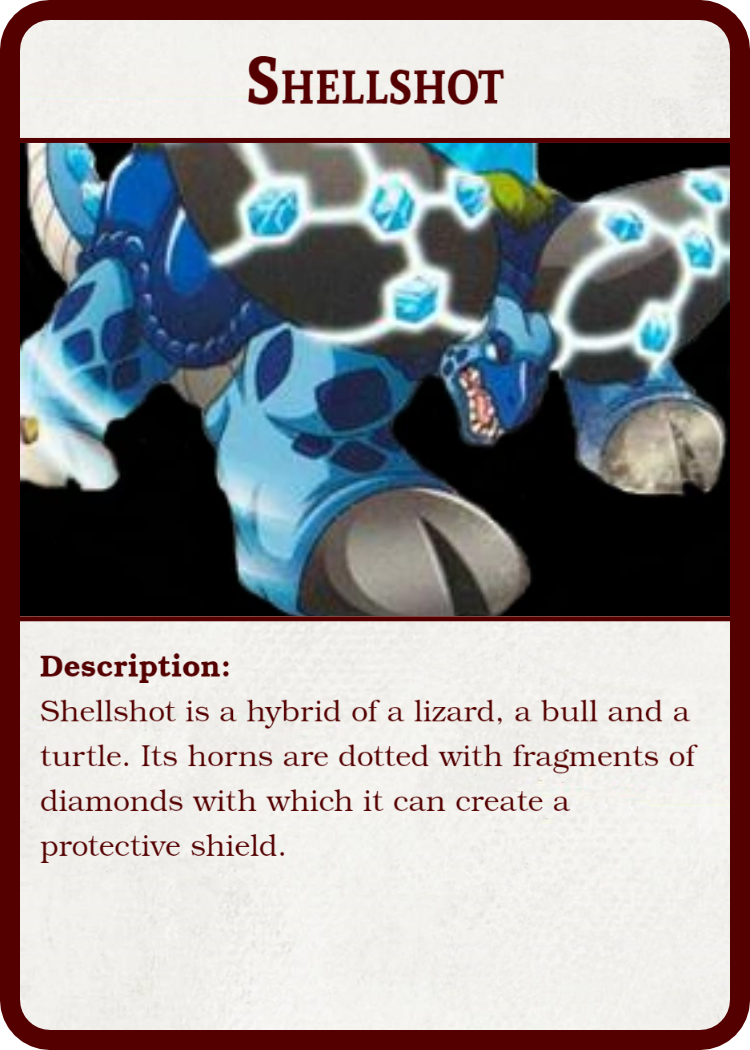 Shellshot
Description:
Shellshot is a hybrid of a lizard, a bull and a
turtle. Its horns are dotted with fragments of
diamonds with which it can create a
protective shield.